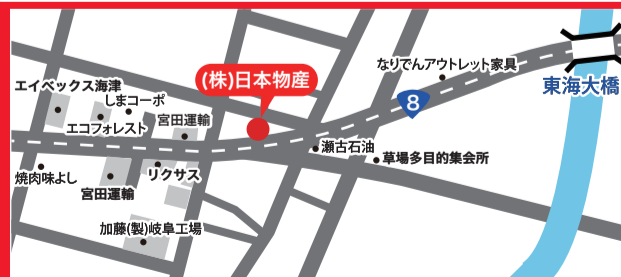 エイベックス海津
しまコーポ
エコフォレスト
宮田運輸
(株)日本物産
なりでんアウトレット家具
8
東海大橋
瀬古石油
草場多目的集会所
焼肉味よし
宮田運輸
リクサス
加藤(製)岐阜工場